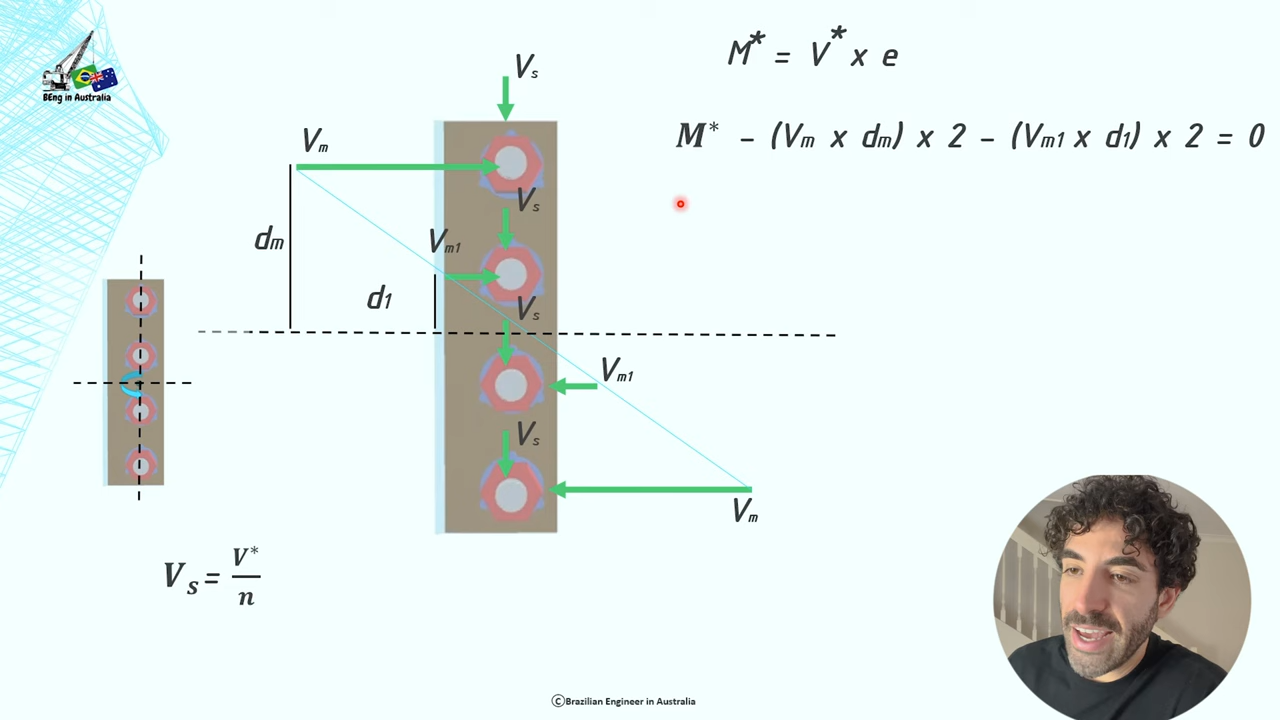 BEng in Australia
M* = V* x e
M* - (Vm x dm) x 2 - (Vm1 x d1) x 2 = 0
Vs
Vm
Vs
dm
Vm1
d1
Vs
Vm1
Vs
Vm
Vs = V*/n
©Brazilian Engineer in Australia